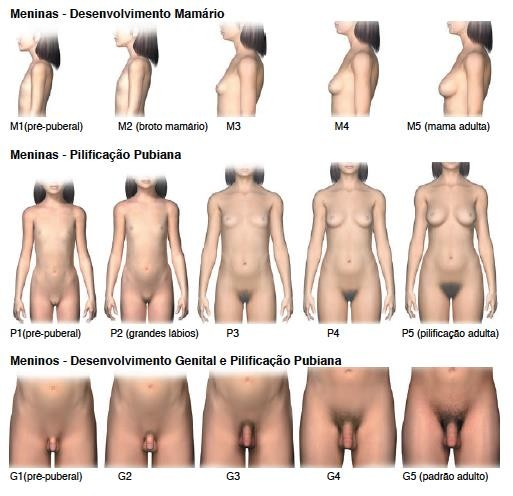 Meninas - Desenvolvimento Mamário
M1(pré-puberal) M2 (broto mamário) M3 M4 M5 (mama adulta)
Meninas - Pilificação Pubiana
P1(pré-puberal) P2 (grandes lábios) P3 P4 P5 (pilificação adulta)
Meninos - Desenvolvimento Genital e Pilificação Pubiana
G1(pré-puberal) G2 G3 G4 G5 (padrão adulto)